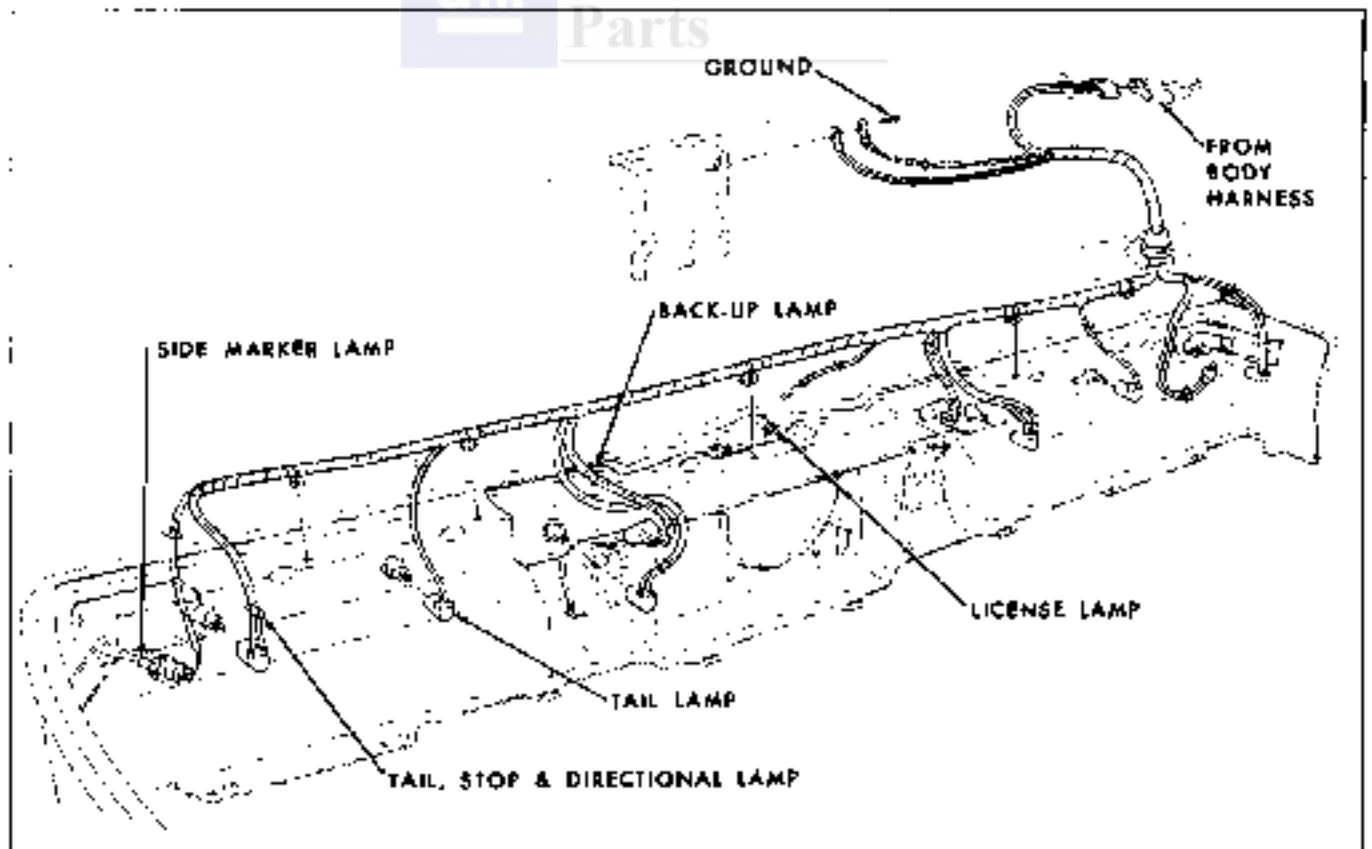 Parts
GROUND
FROM
BODY
HARNESS
BACK-UP LAMP
SIDE MARKER LAMP
LICENSE LAMP
TAIL LAMP
TAIL, STOP & DIRECTIONAL LAMP